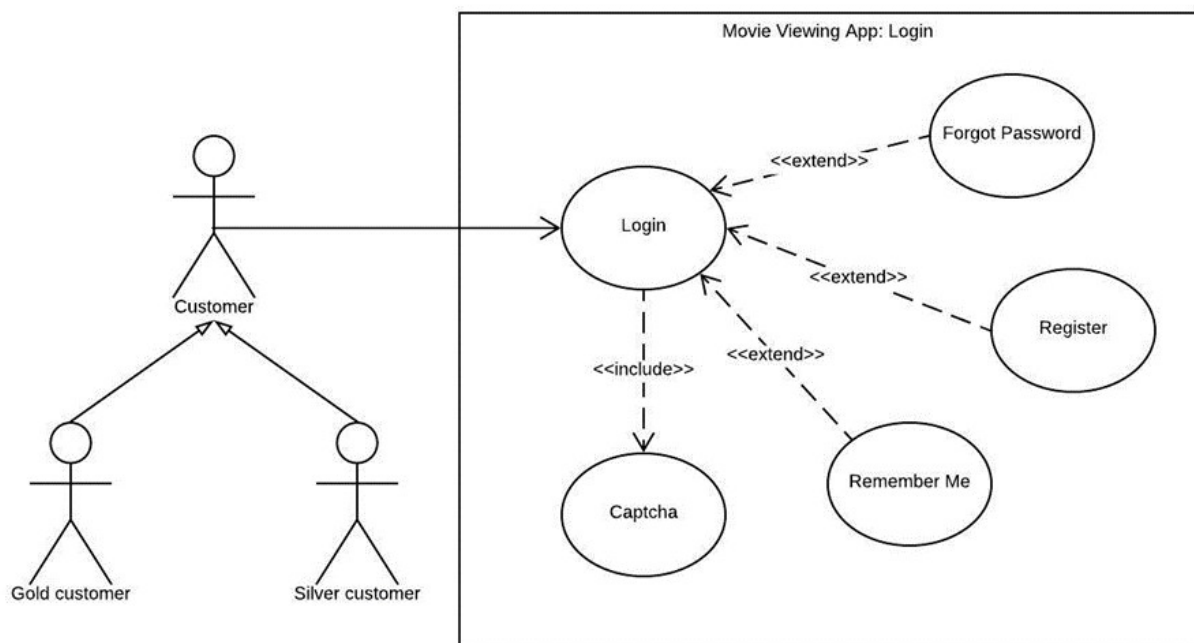 Movie Viewing App: Login
Forgot Password
<<extend>>
Login
Customer
<<extend>>
Register
<<extend>>
<<include>>
Remember Me
Captcha
Gold customer
Silver customer